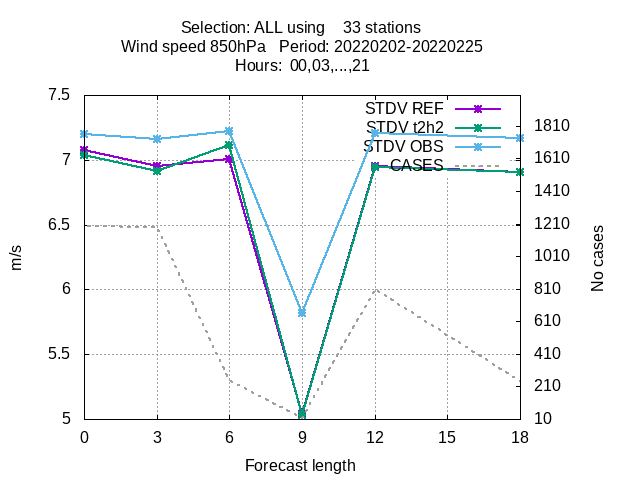 Selection: ALL using    33 stations
Wind speed 850hPa   Period: 20220202-20220225
Hours: 00,03,...,21
7.5
7
6.5
6
5.5
5
m/s
STDV REF
STDV t2h2
STDV OBS
CASES
1810
1610
1410
1210
1010
810
610
410
210
10
No cases
0 3 6 9 12 15 18
Forecast length